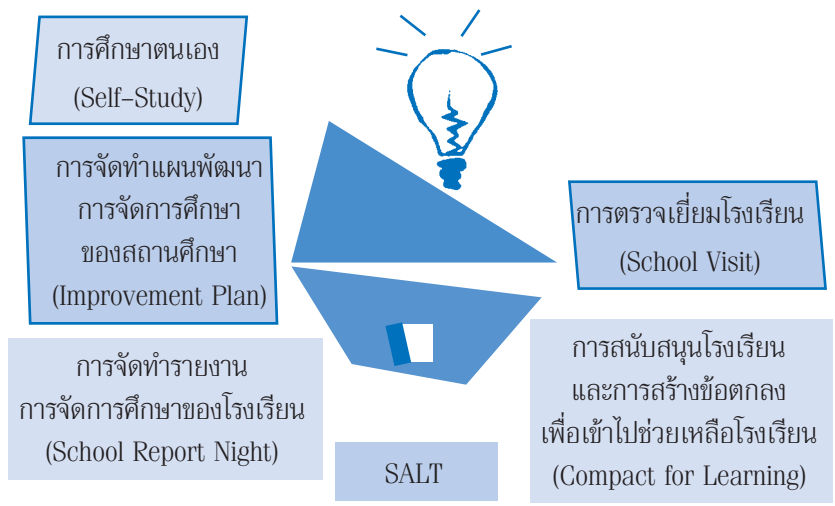 การศึกษาตนเอง
(Self-Study)
การจัดทำแผนพัฒนา
การจัดการศึกษา
ของสถานศึกษา
(Improvement Plan)
การจัดทำรายงาน
การจัดการศึกษาของโรงเรียน
(School Report Night)
SALT
การตรวจเยี่ยมโรงเรียน
(School Visit)
การสนับสนุนโรงเรียน
และการสร้างข้อตกลง
เพื่อเข้าไปช่วยเหลือโรงเรียน
(Compact for Learning)